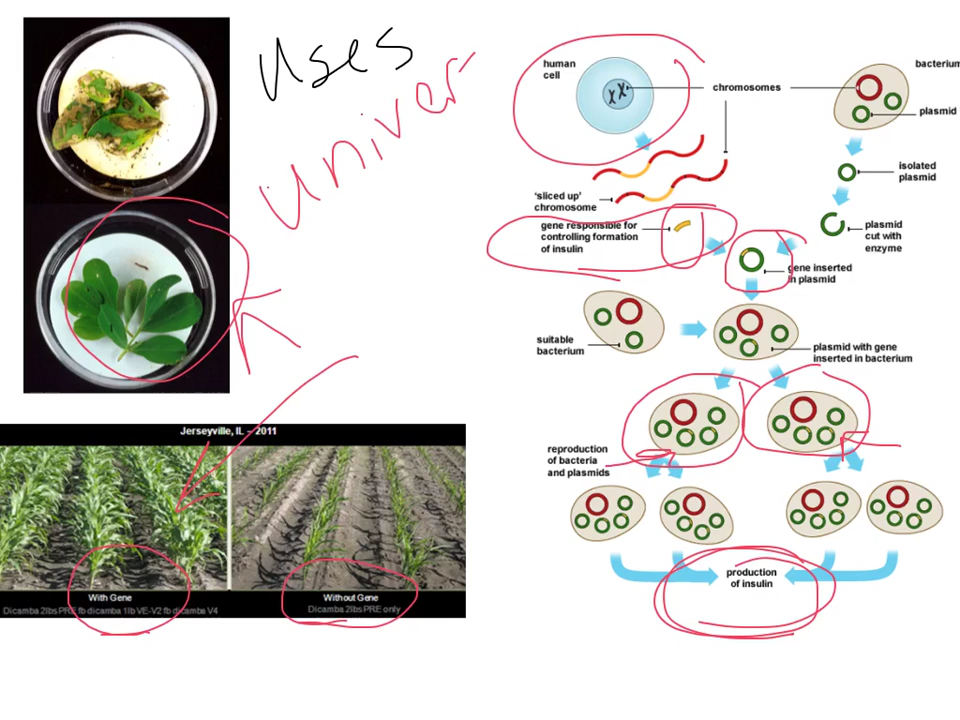 Uses
Univer
human
cell
chromosomes
bacterium
plasmid
isolated
plasmid
'sliced up'
chromosome
plasmid
cut with
enzyme
gene responsible for
controlling formation
of insulin
gene inserted
in plasmid
suitable
bacterium
plasmid with gene
inserted in bacterium
reproduction
of bacteria
and plasmids
production
of insulin
Jerseyville, IL – 2011
With Gene
Dicamba 2lbs PRE fb dicamba 1lb VE-V2 fb dicamba V4
Without Gene
Dicamba 2lbs PRE only